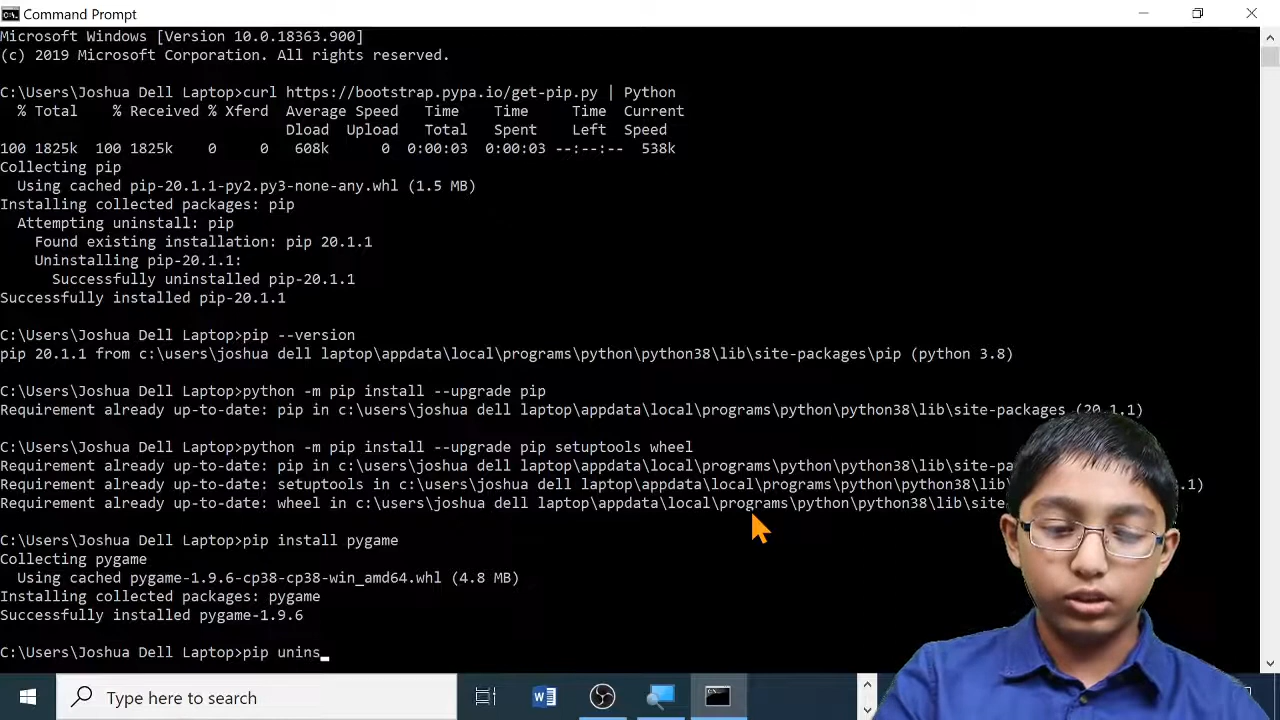 Command Prompt
Microsoft Windows [Version 10.0.18363.900]
(c) 2019 Microsoft Corporation. All rights reserved.
C:\Users\Joshua Dell Laptop>curl https://bootstrap.pypa.io/get-pip.py | Python
% Total % Received % Xferd Average Speed Time Time Time Current
Dload Upload Total Spent Left Speed
100 1825k 100 1825k 0 0 608k 0 0:00:03 0:00:03 --:--:-- 538k
Collecting pip
Using cached pip-20.1.1-py2.py3-none-any.whl (1.5 MB)
Installing collected packages: pip
Attempting uninstall: pip
Found existing installation: pip 20.1.1
Uninstalling pip-20.1.1:
Successfully uninstalled pip-20.1.1
Successfully installed pip-20.1.1
C:\Users\Joshua Dell Laptop>pip --version
pip 20.1.1 from c:\users\joshua dell laptop\appdata\local\programs\python\python38\lib\site-packages\pip (python 3.8)
C:\Users\Joshua Dell Laptop>python -m pip install --upgrade pip
Requirement already up-to-date: pip in c:\users\joshua dell laptop\appdata\local\programs\python\python38\lib\site-packages (20.1.1)
C:\Users\Joshua Dell Laptop>python -m pip install --upgrade pip setuptools wheel
Requirement already up-to-date: pip in c:\users\joshua dell laptop\appdata\local\programs\python\python38\lib\site-pa
Requirement already up-to-date: setuptools in c:\users\joshua dell laptop\appdata\local\programs\python\python38\lib\ .1)
Requirement already up-to-date: wheel in c:\users\joshua dell laptop\appdata\local\programs\python\python38\lib\site-
C:\Users\Joshua Dell Laptop>pip install pygame
Collecting pygame
Using cached pygame-1.9.6-cp38-cp38-win_amd64.whl (4.8 MB)
Installing collected packages: pygame
Successfully installed pygame-1.9.6
C:\Users\Joshua Dell Laptop>pip unins_
Type here to search